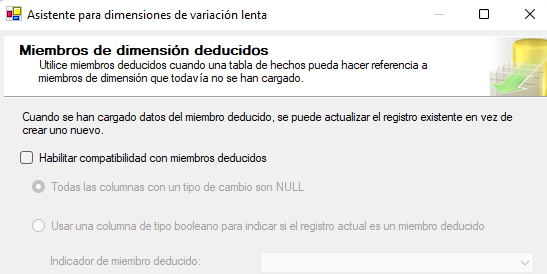 Asistente para dimensiones de variación lenta
Miembros de dimensión deducidos
Utilice miembros deducidos cuando una tabla de hechos pueda hacer referencia a
miembros de dimensión que todavía no se han cargado.
Cuando se han cargado datos del miembro deducido, se puede actualizar el registro existente en vez de
crear uno nuevo.
Habilitar compatibilidad con miembros deducidos
Todas las columnas con un tipo de cambio son NULL
Usar una columna de tipo booleano para indicar si el registro actual es un miembro deducido
Indicador de miembro deducido: